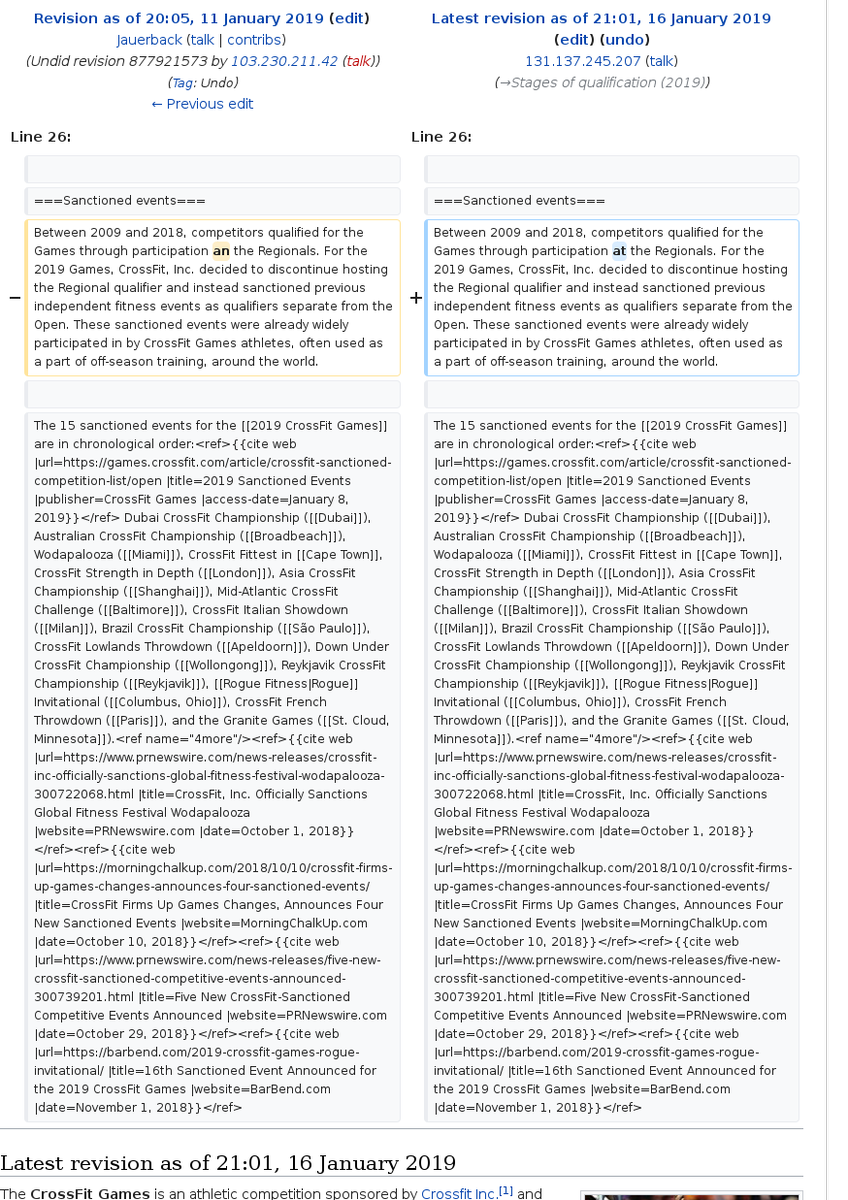 Revision as of 20:05, 11 January 2019 (edit)
Jauerback (talk | contribs)
(Undid revision 877921573 by 103.230.211.42 (talk))
(Tag: Undo)
← Previous edit
Latest revision as of 21:01, 16 January 2019
(edit) (undo)
131.137.245.207 (talk)
(→Stages of qualification (2019))
Line 26:
Line 26:
===Sanctioned events===
===Sanctioned events===
−
Between 2009 and 2018, competitors qualified for the
Games through participation an the Regionals. For the
2019 Games, CrossFit, Inc. decided to discontinue hosting
the Regional qualifier and instead sanctioned previous
independent fitness events as qualifiers separate from the
Open. These sanctioned events were already widely
participated in by CrossFit Games athletes, often used as
a part of off-season training, around the world.
+
Between 2009 and 2018, competitors qualified for the
Games through participation at the Regionals. For the
2019 Games, CrossFit, Inc. decided to discontinue hosting
the Regional qualifier and instead sanctioned previous
independent fitness events as qualifiers separate from the
Open. These sanctioned events were already widely
participated in by CrossFit Games athletes, often used as
a part of off-season training, around the world.
The 15 sanctioned events for the [[2019 CrossFit Games]]
are in chronological order:<ref>{{cite web
|url=https://games.crossfit.com/article/crossfit-sanctioned-
competition-list/open |title=2019 Sanctioned Events
|publisher=CrossFit Games |access-date=January 8,
2019}}</ref> Dubai CrossFit Championship ([[Dubai]]),
Australian CrossFit Championship ([[Broadbeach]]),
Wodapalooza ([[Miami]]), CrossFit Fittest in [[Cape Town]],
CrossFit Strength in Depth ([[London]]), Asia CrossFit
Championship ([[Shanghai]]), Mid-Atlantic CrossFit
Challenge ([[Baltimore]]), CrossFit Italian Showdown
([[Milan]]), Brazil CrossFit Championship ([[São Paulo]]),
CrossFit Lowlands Throwdown ([[Apeldoorn]]), Down Under
CrossFit Championship ([[Wollongong]]), Reykjavik CrossFit
Championship ([[Reykjavik]]), [[Rogue Fitness|Rogue]]
Invitational ([[Columbus, Ohio]]), CrossFit French
Throwdown ([[Paris]]), and the Granite Games ([[St. Cloud,
Minnesota]]).<ref name="4more"/><ref>{{cite web
|url=https://www.prnewswire.com/news-releases/crossfit-
inc-officially-sanctions-global-fitness-festival-wodapalooza-
300722068.html |title=CrossFit, Inc. Officially Sanctions
Global Fitness Festival Wodapalooza
|website=PRNewswire.com |date=October 1, 2018}}
</ref><ref>{{cite web
|url=https://morningchalkup.com/2018/10/10/crossfit-firms-
up-games-changes-announces-four-sanctioned-events/
|title=CrossFit Firms Up Games Changes, Announces Four
New Sanctioned Events |website=MorningChalkUp.com
|date=October 10, 2018}}</ref><ref>{{cite web
|url=https://www.prnewswire.com/news-releases/five-new-
crossfit-sanctioned-competitive-events-announced-
300739201.html |title=Five New CrossFit-Sanctioned
Competitive Events Announced |website=PRNewswire.com
|date=October 29, 2018}}</ref><ref>{{cite web
|url=https://barbend.com/2019-crossfit-games-rogue-
invitational/ |title=16th Sanctioned Event Announced for
the 2019 CrossFit Games |website=BarBend.com
|date=November 1, 2018}}</ref>
The 15 sanctioned events for the [[2019 CrossFit Games]]
are in chronological order:<ref>{{cite web
|url=https://games.crossfit.com/article/crossfit-sanctioned-
competition-list/open |title=2019 Sanctioned Events
|publisher=CrossFit Games |access-date=January 8,
2019}}</ref> Dubai CrossFit Championship ([[Dubai]]),
Australian CrossFit Championship ([[Broadbeach]]),
Wodapalooza ([[Miami]]), CrossFit Fittest in [[Cape Town]],
CrossFit Strength in Depth ([[London]]), Asia CrossFit
Championship ([[Shanghai]]), Mid-Atlantic CrossFit
Challenge ([[Baltimore]]), CrossFit Italian Showdown
([[Milan]]), Brazil CrossFit Championship ([[São Paulo]]),
CrossFit Lowlands Throwdown ([[Apeldoorn]]), Down Under
CrossFit Championship ([[Wollongong]]), Reykjavik CrossFit
Championship ([[Reykjavik]]), [[Rogue Fitness|Rogue]]
Invitational ([[Columbus, Ohio]]), CrossFit French
Throwdown ([[Paris]]), and the Granite Games ([[St. Cloud,
Minnesota]]).<ref name="4more"/><ref>{{cite web
|url=https://www.prnewswire.com/news-releases/crossfit-
inc-officially-sanctions-global-fitness-festival-wodapalooza-
300722068.html |title=CrossFit, Inc. Officially Sanctions
Global Fitness Festival Wodapalooza
|website=PRNewswire.com |date=October 1, 2018}}
</ref><ref>{{cite web
|url=https://morningchalkup.com/2018/10/10/crossfit-firms-
up-games-changes-announces-four-sanctioned-events/
|title=CrossFit Firms Up Games Changes, Announces Four
New Sanctioned Events |website=MorningChalkUp.com
|date=October 10, 2018}}</ref><ref>{{cite web
|url=https://www.prnewswire.com/news-releases/five-new-
crossfit-sanctioned-competitive-events-announced-
300739201.html |title=Five New CrossFit-Sanctioned
Competitive Events Announced |website=PRNewswire.com
|date=October 29, 2018}}</ref><ref>{{cite web
|url=https://barbend.com/2019-crossfit-games-rogue-
invitational/ |title=16th Sanctioned Event Announced for
the 2019 CrossFit Games |website=BarBend.com
|date=November 1, 2018}}</ref>
Latest revision as of 21:01, 16 January 2019
The CrossFit Games is an athletic competition sponsored by Crossfit Inc.[1] and